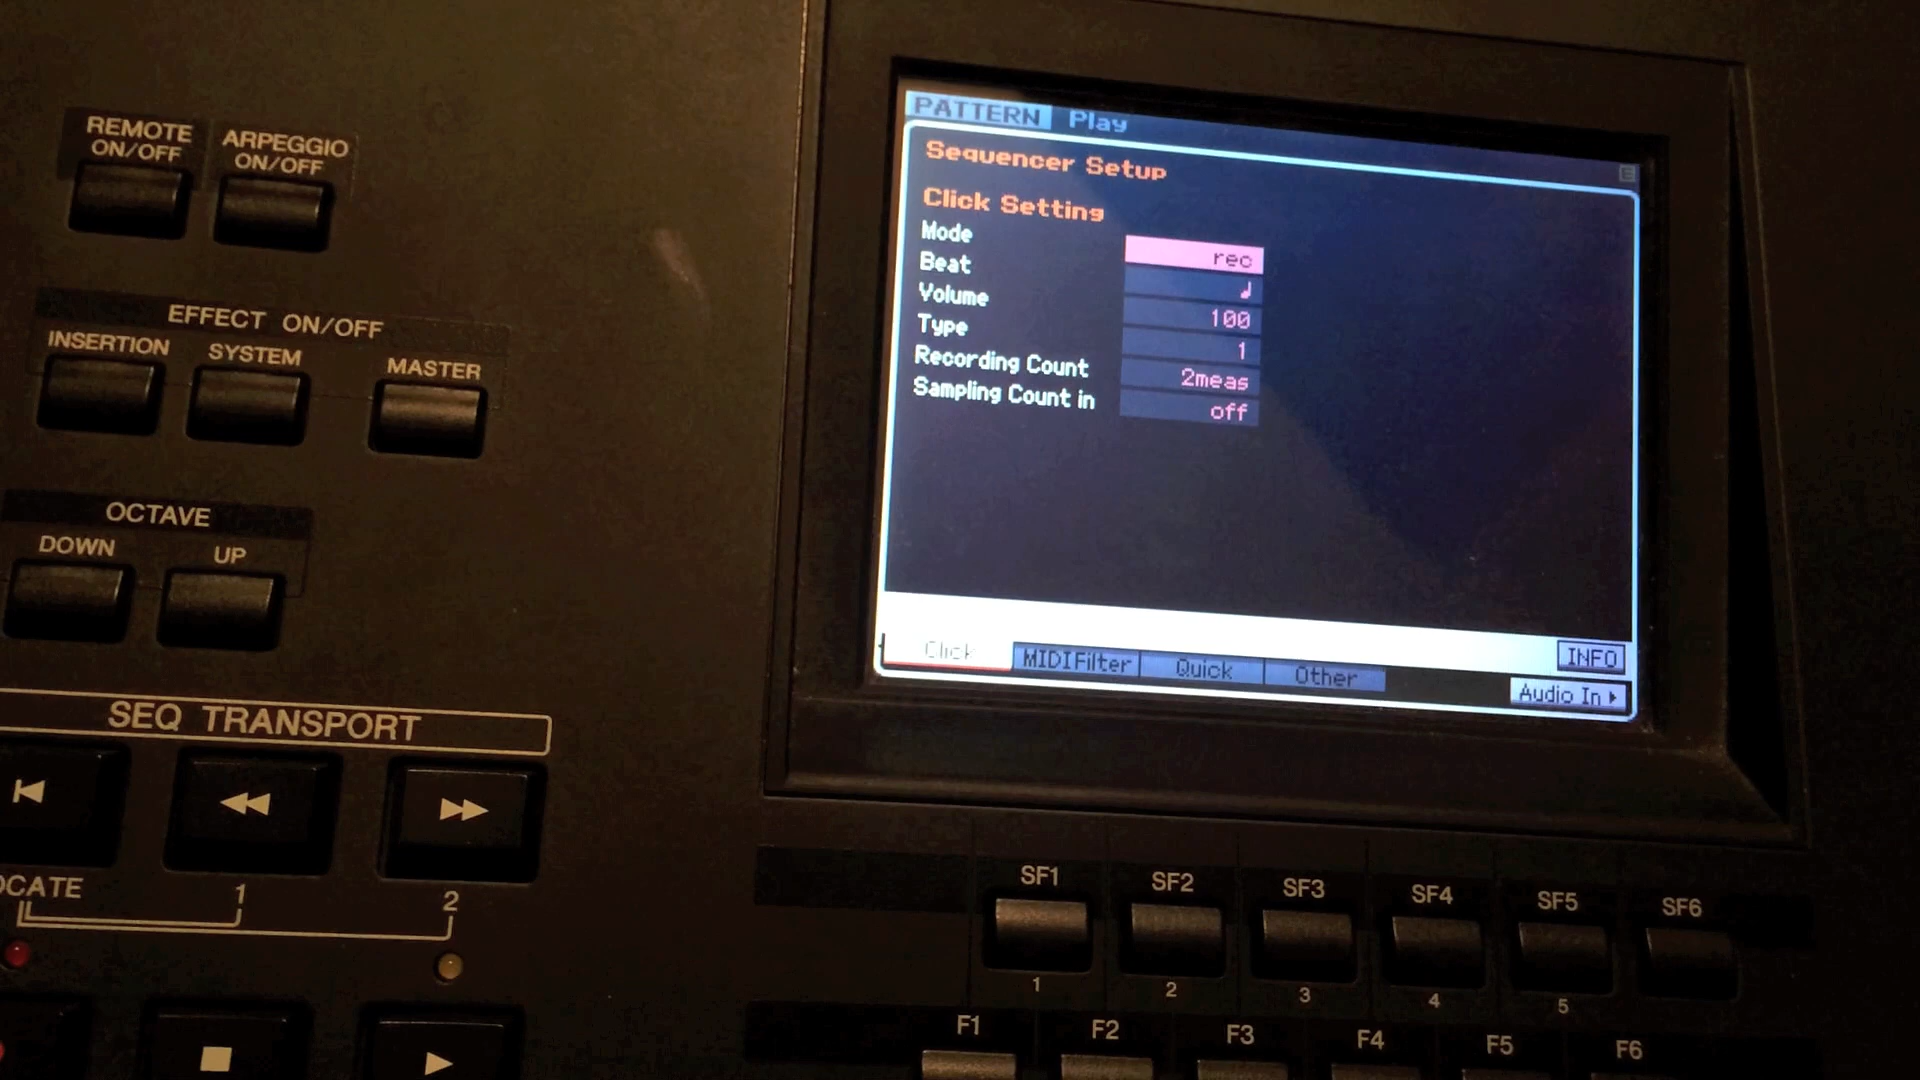 REMOTE
ON/OFF
ARPEGGIO
ON/OFF
EFFECT ON/OFF
INSERTION
SYSTEM
MASTER
OCTAVE
DOWN
UP
SEQ TRANSPORT
1
2
PATTERN Play
Sequencer Setup
Click Setting
Mode rec
Beat
Volume 100
Type 1
Recording Count 2meas
Sampling Count in off
INFO
Click MIDIFilter Quick Other
Audio In
SF1 SF2 SF3 SF4 SF5 SF6
1 2 3 4 5
F1 F2 F3 F4 F5 F6